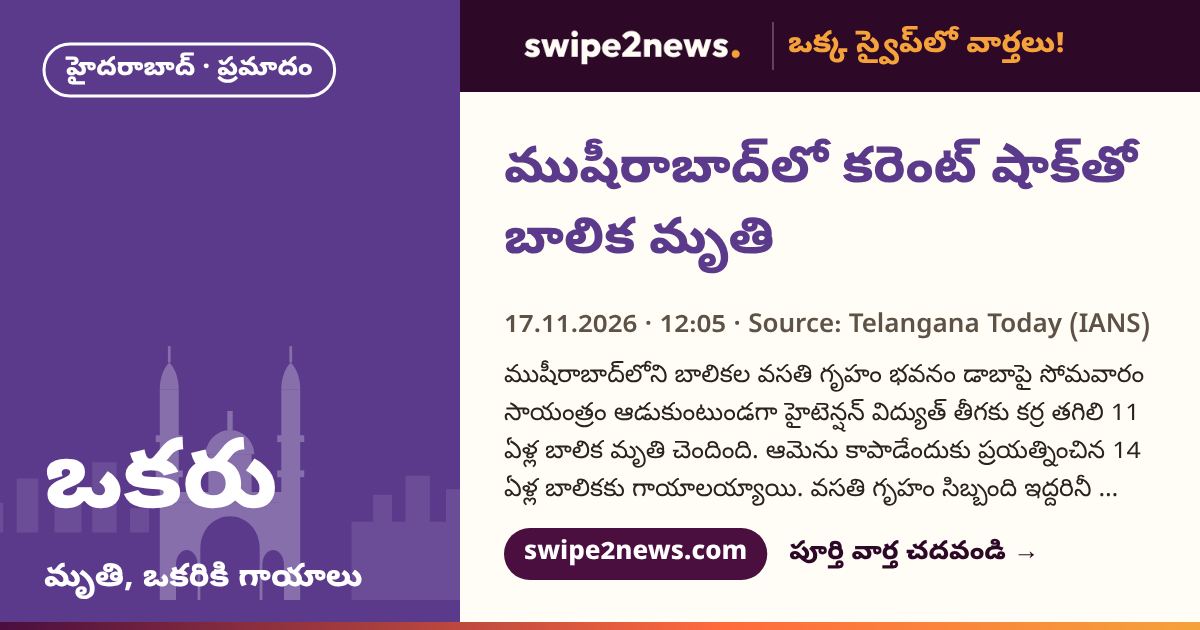 హైదరాబాద్ · ప్రమాదం
ఒకరు
మృతి, ఒకరికి గాయాలు
swipe2news.
ఒక్క స్వైప్‌లో వార్తలు!
ముషీరాబాద్‌లో కరెంట్ షాక్‌తో
బాలిక మృతి
17.11.2026 · 12:05 · Source: Telangana Today (IANS)
ముషీరాబాద్‌లోని బాలికల వసతి గృహం భవనం డాబాపై సోమవారం
సాయంత్రం ఆడుకుంటుండగా హైటెన్షన్ విద్యుత్ తీగకు కర్ర తగిలి 11
ఏళ్ల బాలిక మృతి చెందింది. ఆమెను కాపాడేందుకు ప్రయత్నించిన 14
ఏళ్ల బాలికకు గాయాలయ్యాయి. వసతి గృహం సిబ్బంది ఇద్దరినీ ...
swipe2news.com
పూర్తి వార్త చదవండి →